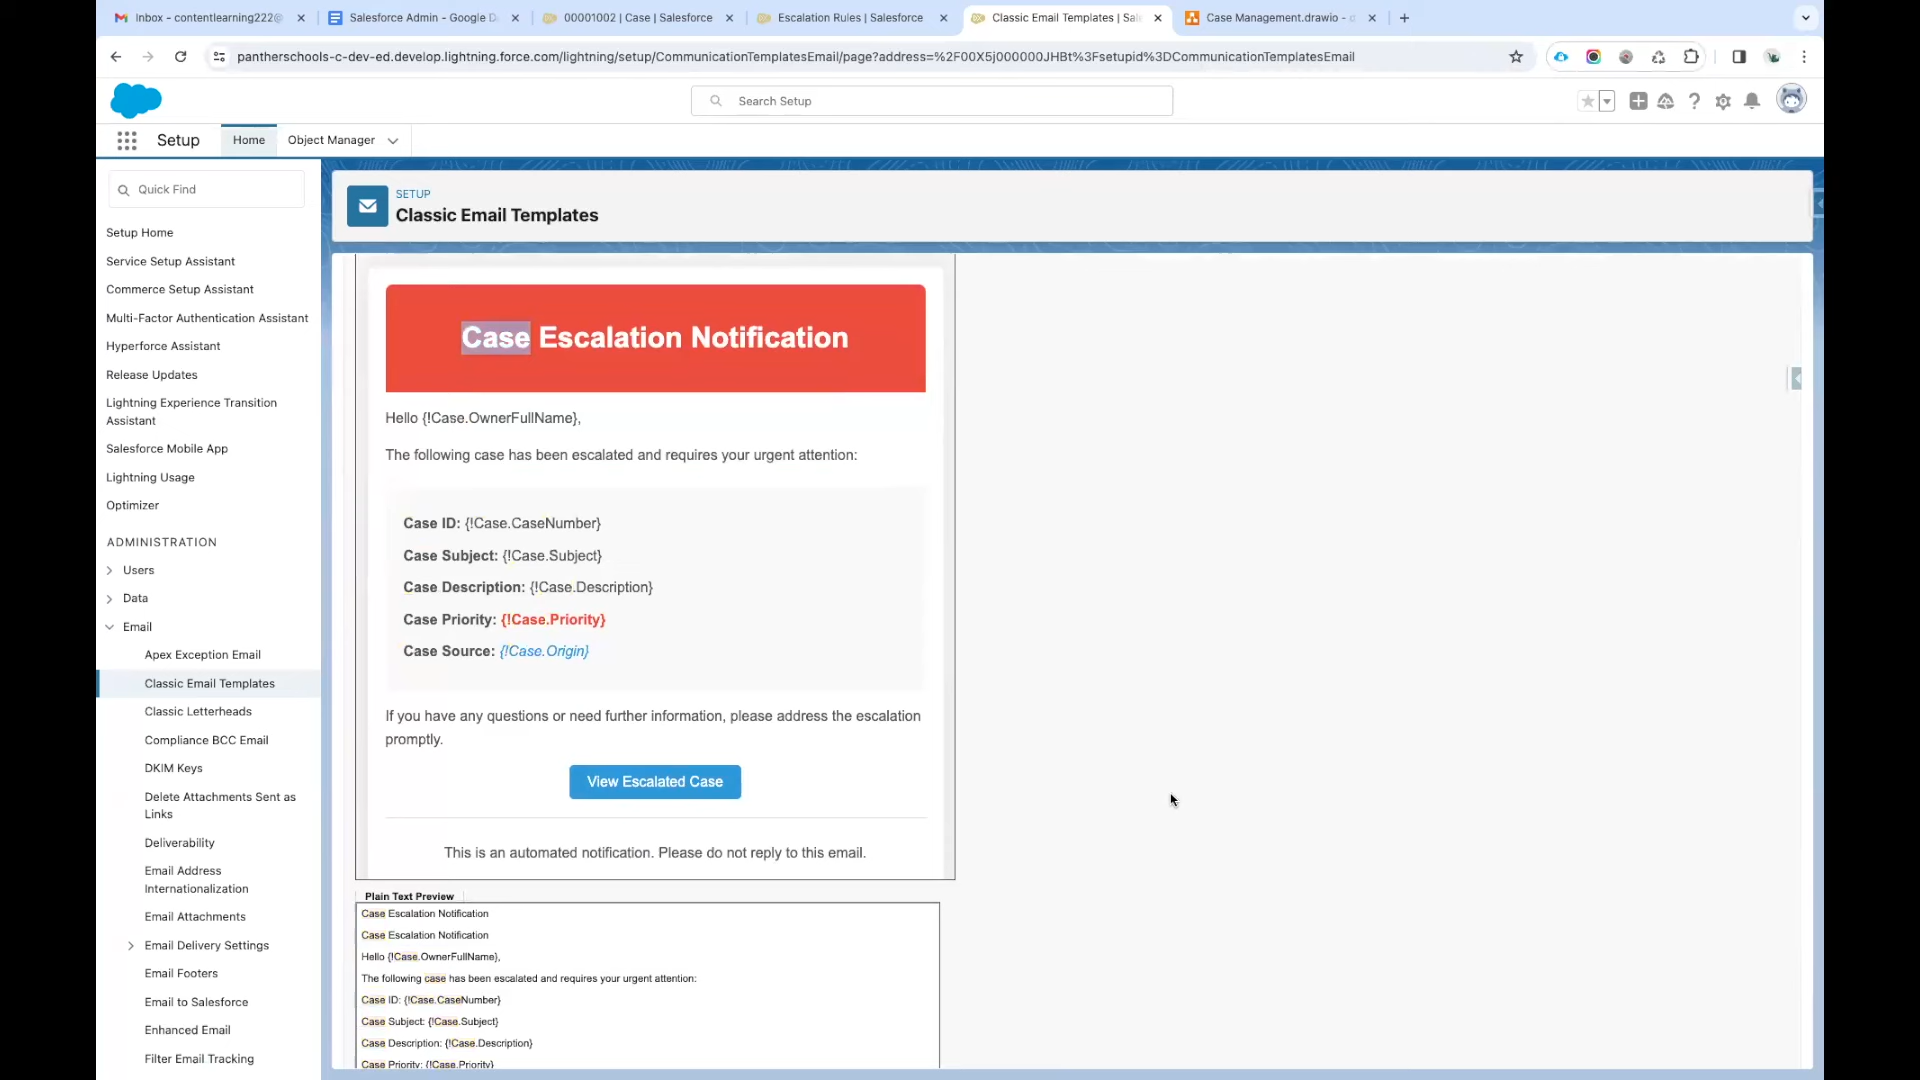 Inbox - contentlearning222@
Salesforce Admin - Google D
00001002 | Case | Salesforce
Escalation Rules | Salesforce
Classic Email Templates | Sal
Case Management.drawio - d
pantherschools-c-dev-ed.develop.lightning.force.com/lightning/setup/CommunicationTemplatesEmail/page?address=%2F00X5j000000JHBt%3Fsetupid%3DCommunicationTemplatesEmail
Search Setup
Setup
Home
Object Manager
Quick Find
Setup Home
Service Setup Assistant
Commerce Setup Assistant
Multi-Factor Authentication Assistant
Hyperforce Assistant
Release Updates
Lightning Experience Transition
Assistant
Salesforce Mobile App
Lightning Usage
Optimizer
ADMINISTRATION
Users
Data
Email
Apex Exception Email
Classic Email Templates
Classic Letterheads
Compliance BCC Email
DKIM Keys
Delete Attachments Sent as
Links
Deliverability
Email Address
Internationalization
Email Attachments
Email Delivery Settings
Email Footers
Email to Salesforce
Enhanced Email
Filter Email Tracking
SETUP
Classic Email Templates
Case Escalation Notification
Hello {!Case.OwnerFullName},
The following case has been escalated and requires your urgent attention:
Case ID: {!Case.CaseNumber}
Case Subject: {!Case.Subject}
Case Description: {!Case.Description}
Case Priority: {!Case.Priority}
Case Source: {!Case.Origin}
If you have any questions or need further information, please address the escalation
promptly.
View Escalated Case
This is an automated notification. Please do not reply to this email.
Plain Text Preview
Case Escalation Notification
Case Escalation Notification
Hello {!Case.OwnerFullName},
The following case has been escalated and requires your urgent attention:
Case ID: {!Case.CaseNumber}
Case Subject: {!Case.Subject}
Case Description: {!Case.Description}
Case Priority: {!Case.Priority}